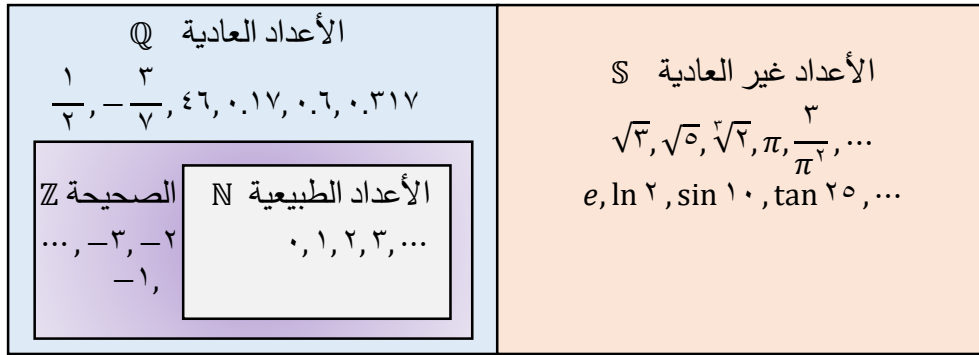 الأعداد العادية ℚ
١/٢, −٣/٧, ٤٦, ٠.١٧, ٠.٦, ٠.٣١٧
الأعداد الطبيعية ℕ
٠, ١, ٢, ٣, ⋯
الصحيحة ℤ
⋯, −٣, −٢
−١,
الأعداد غير العادية 𝕊
√٣, √٥, ∛٢, π, ٣/π^٢, ⋯
e, ln ٢, sin ١٠, tan ٢٥, ⋯